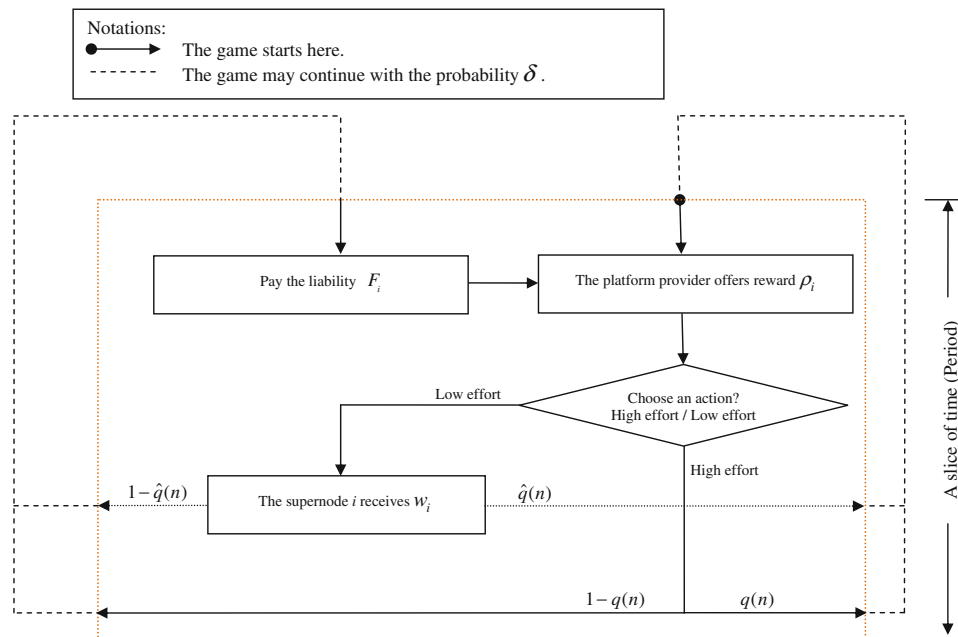 Notations:
The game starts here.
The game may continue with the probability δ .
Pay the liability F_i
The platform provider offers reward ρ_i
Low effort
Choose an action?
High effort / Low effort
High effort
1 − q̂(n)
The supernode i receives w_i
q̂(n)
1 − q(n)
q(n)
A slice of time (Period)